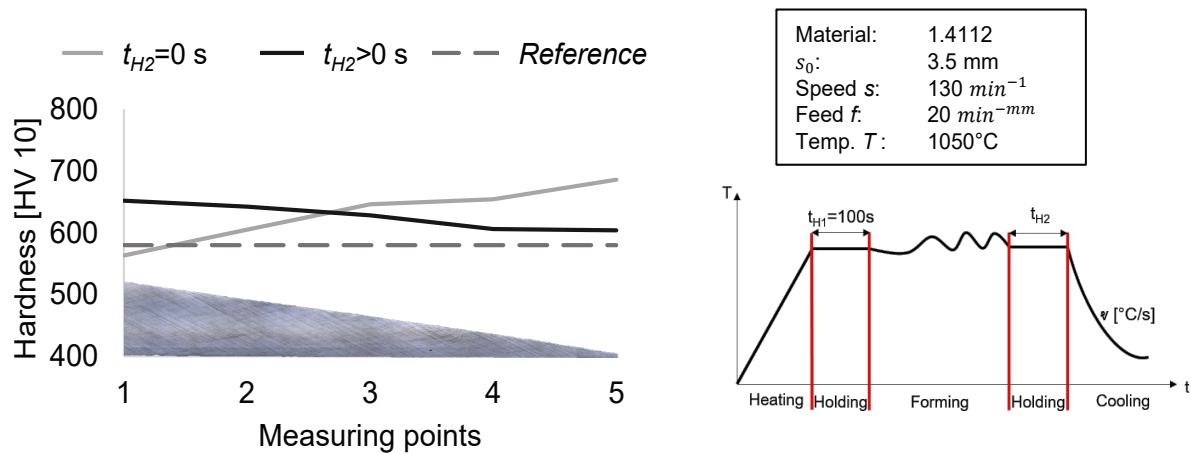 t_H2=0 s t_H2>0 s Reference
Hardness [HV 10]
800
700
600
500
400
1 2 3 4 5
Measuring points
Material: 1.4112
s₀: 3.5 mm
Speed s: 130 min⁻¹
Feed f: 20 min⁻ᵐᵐ
Temp. T : 1050°C
T
t_H1=100s
t_H2
[°C/s]
t
Heating Holding Forming Holding Cooling